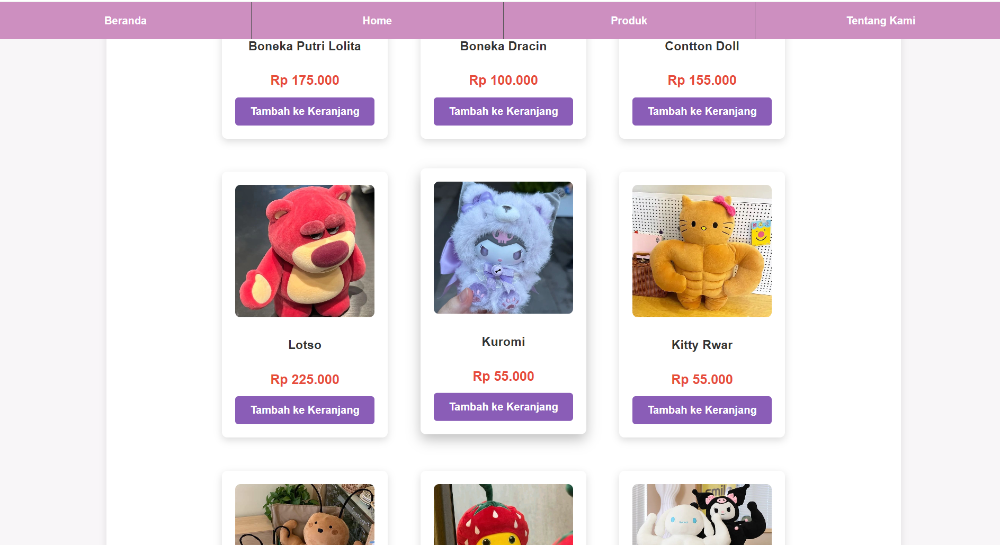 Beranda
Home
Produk
Tentang Kami
Boneka Putri Lolita
Boneka Dracin
Contton Doll
Rp 175.000
Rp 100.000
Rp 155.000
Tambah ke Keranjang
Tambah ke Keranjang
Tambah ke Keranjang
Lotso
Kuromi
Kitty Rwar
Rp 225.000
Rp 55.000
Rp 55.000
Tambah ke Keranjang
Tambah ke Keranjang
Tambah ke Keranjang
smile